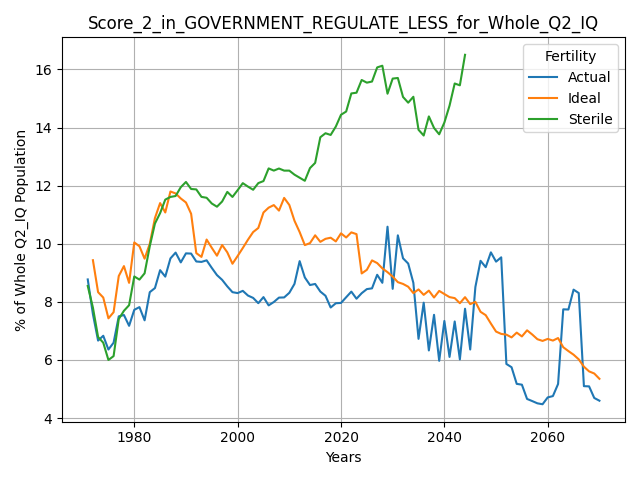 Score_2_in_GOVERNMENT_REGULATE_LESS_for_Whole_Q2_IQ
% of Whole Q2_IQ Population
16
14
12
10
8
6
4
Fertility
Actual
Ideal
Sterile
1980 2000 2020 2040 2060
Years